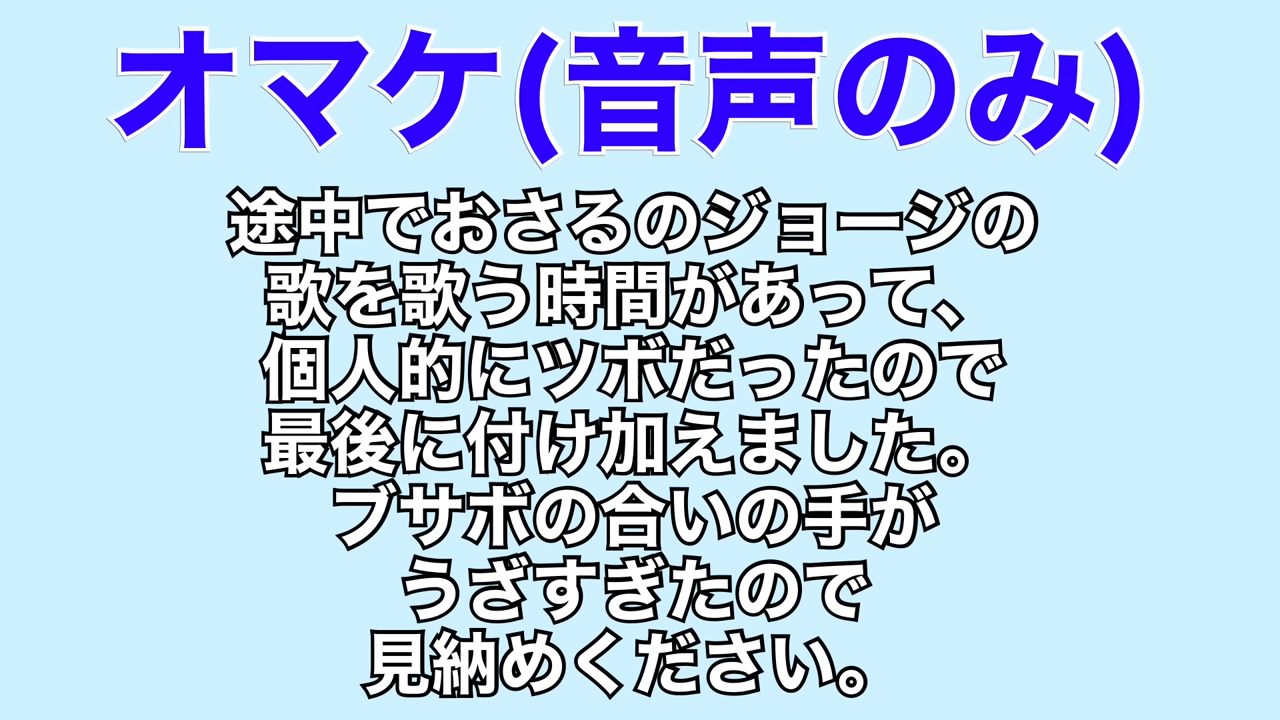 オマケ(音声のみ)
途中でおさるのジョージの
歌を歌う時間があって、
個人的にツボだったので
最後に付け加えました。
ブサボの合いの手が
うざすぎたので
見納めください。